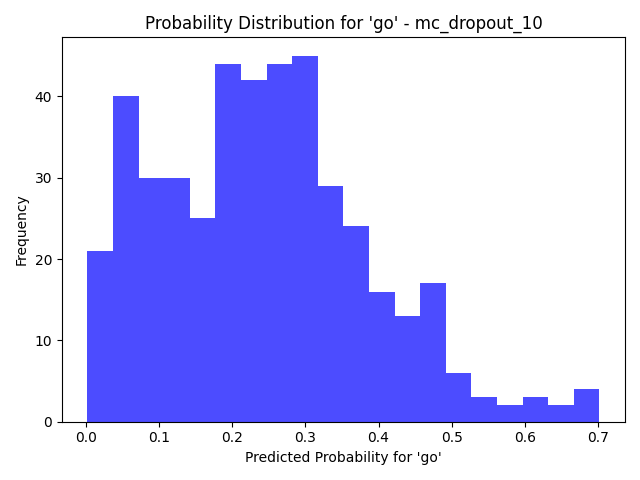 Probability Distribution for 'go' - mc_dropout_10
Frequency
40
30
20
10
0
0.0 0.1 0.2 0.3 0.4 0.5 0.6 0.7
Predicted Probability for 'go'